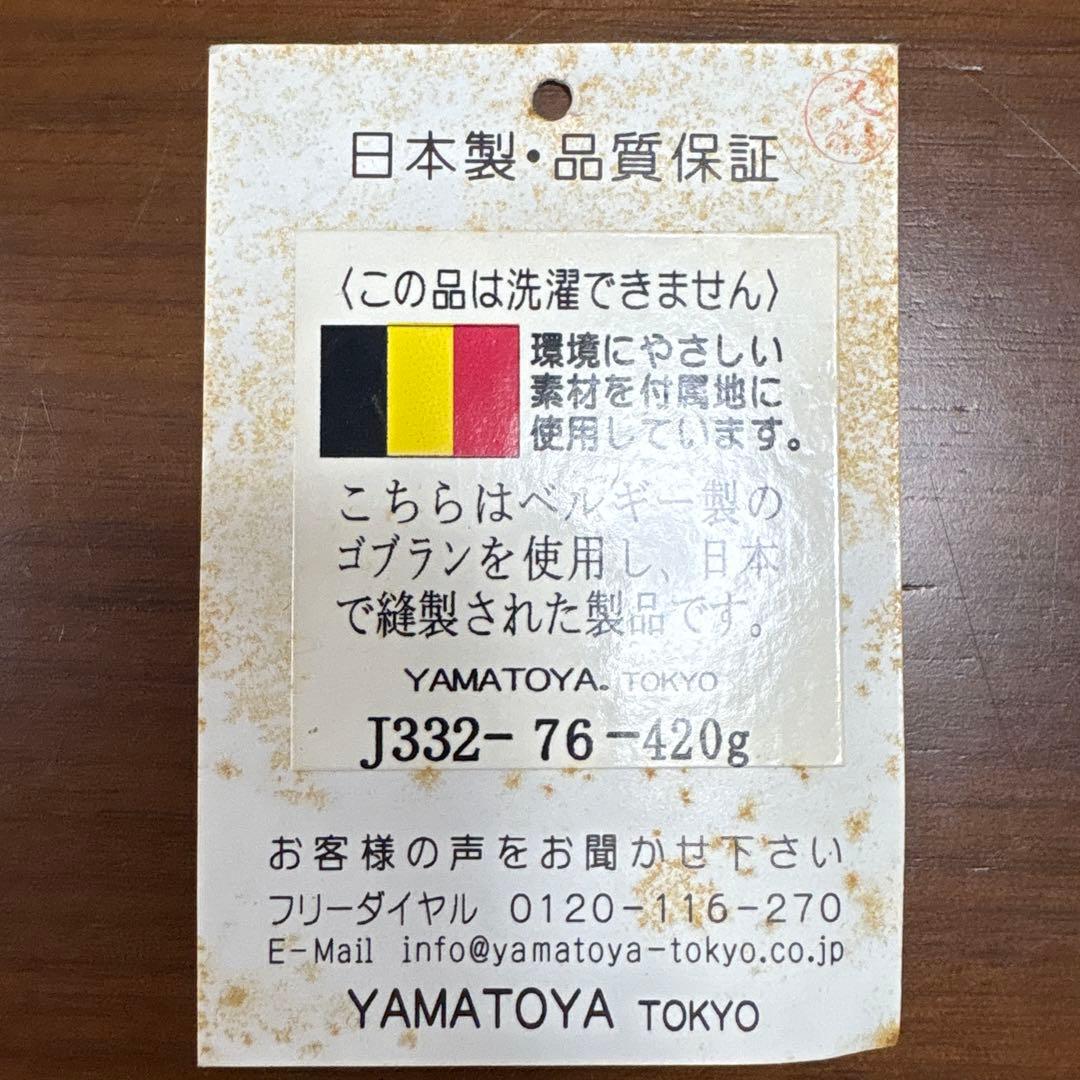 日本製・品質保証
〈この品は洗濯できません〉
環境にやさしい
素材を付属地に
使用しています。
こちらはベルギー製の
ゴブランを使用し、日本
で縫製された製品です。
YAMATOYA. TOKYO
J332-76-420g
お客様の声をお聞かせ下さい
フリーダイヤル 0120-116-270
E-Mail info@yamatoya-tokyo.co.jp
YAMATOYA TOKYO